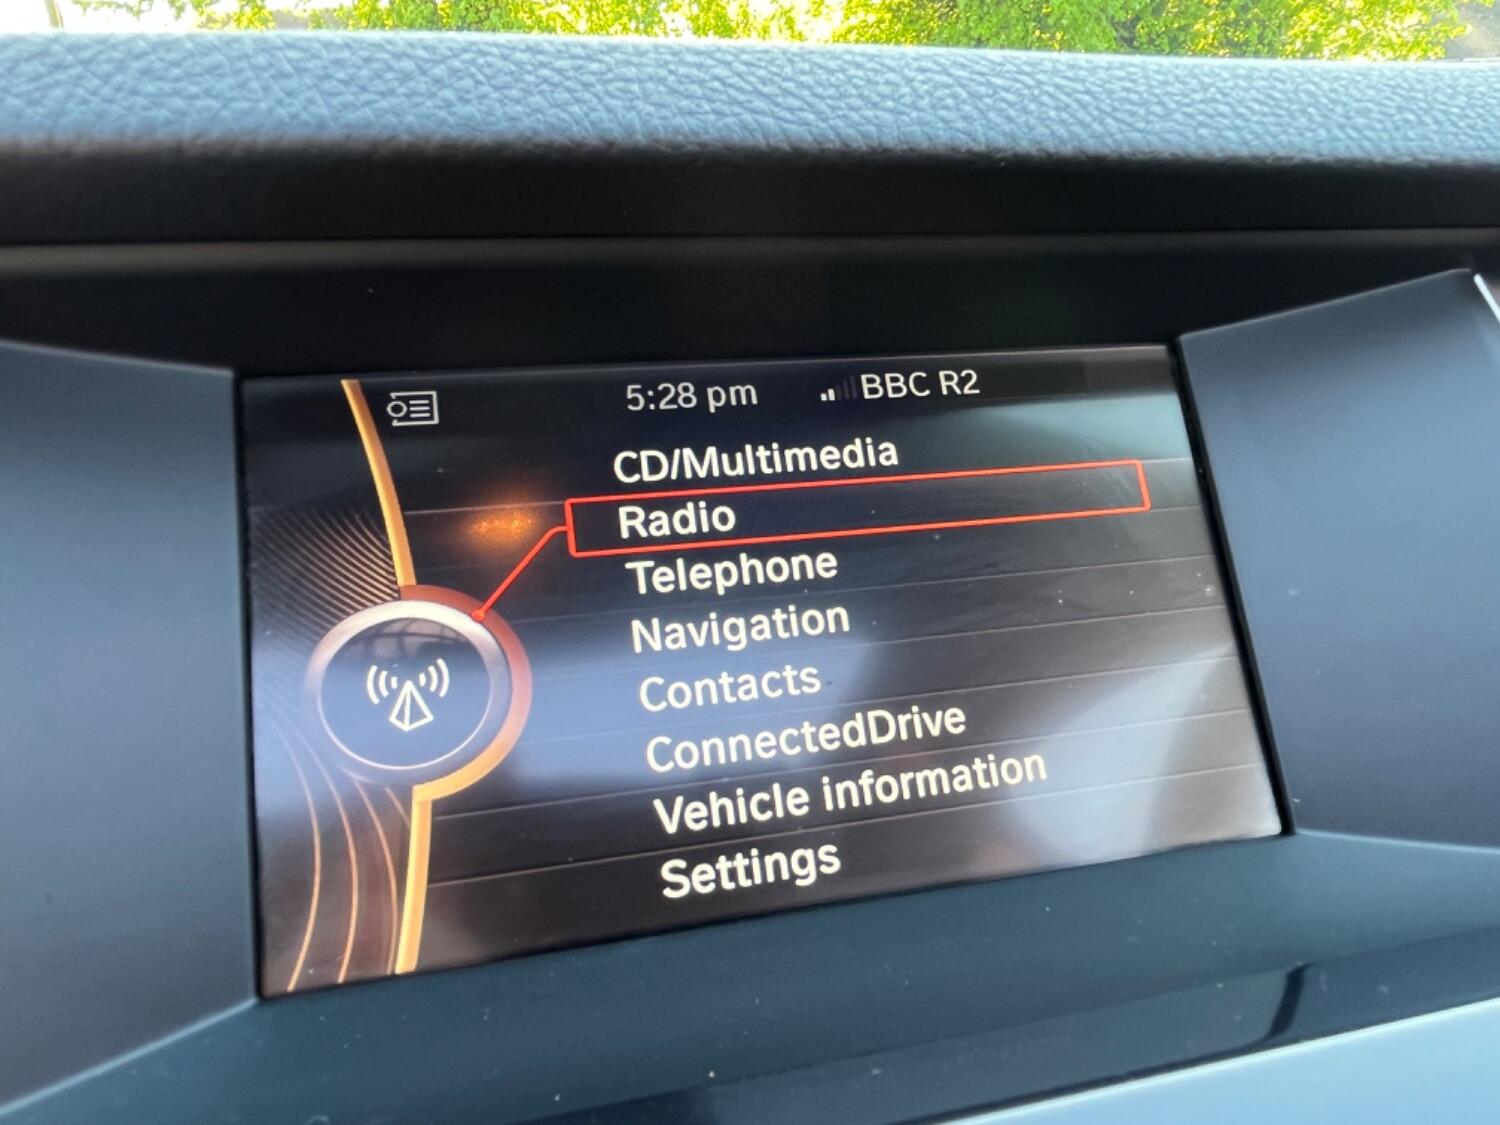 5:28 pm BBC R2
CD/Multimedia
Radio
Telephone
Navigation
Contacts
ConnectedDrive
Vehicle information
Settings